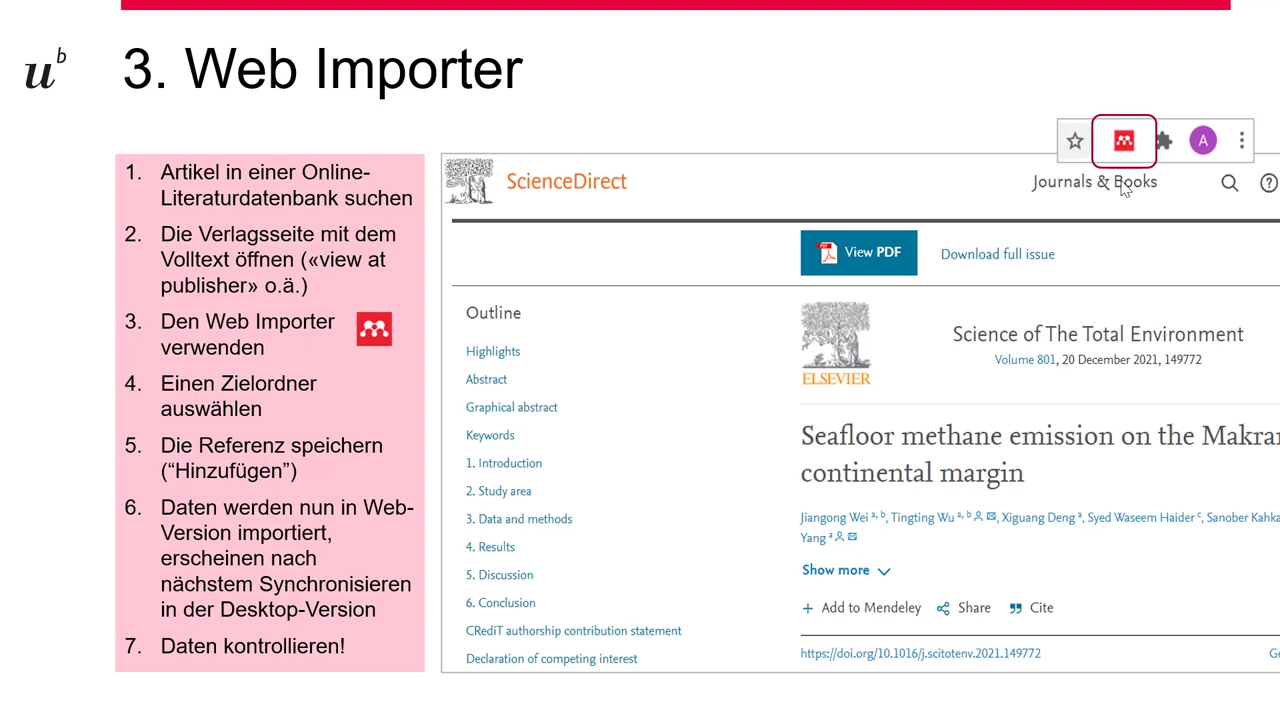 u b
3. Web Importer
1. Artikel in einer Online-
Literaturdatenbank suchen
2. Die Verlagsseite mit dem
Volltext öffnen («view at
publisher» o.ä.)
3. Den Web Importer
verwenden
4. Einen Zielordner
auswählen
5. Die Referenz speichern
(“Hinzufügen”)
6. Daten werden nun in Web-
Version importiert,
erscheinen nach
nächstem Synchronisieren
in der Desktop-Version
7. Daten kontrollieren!
A
ScienceDirect
Journals & Books
View PDF
Download full issue
Outline
Highlights
Abstract
Graphical abstract
Keywords
1. Introduction
2. Study area
3. Data and methods
4. Results
5. Discussion
6. Conclusion
CRediT authorship contribution statement
Declaration of competing interest
ELSEVIER
Science of The Total Environment
Volume 801, 20 December 2021, 149772
Seafloor methane emission on the Makran
continental margin
Jiangong Wei a, b, Tingting Wu a, b, Xiguang Deng a, Syed Waseem Haider c, Sanober Kahka
Yang a
Show more
+ Add to Mendeley Share Cite
https://doi.org/10.1016/j.scitotenv.2021.149772
Ge